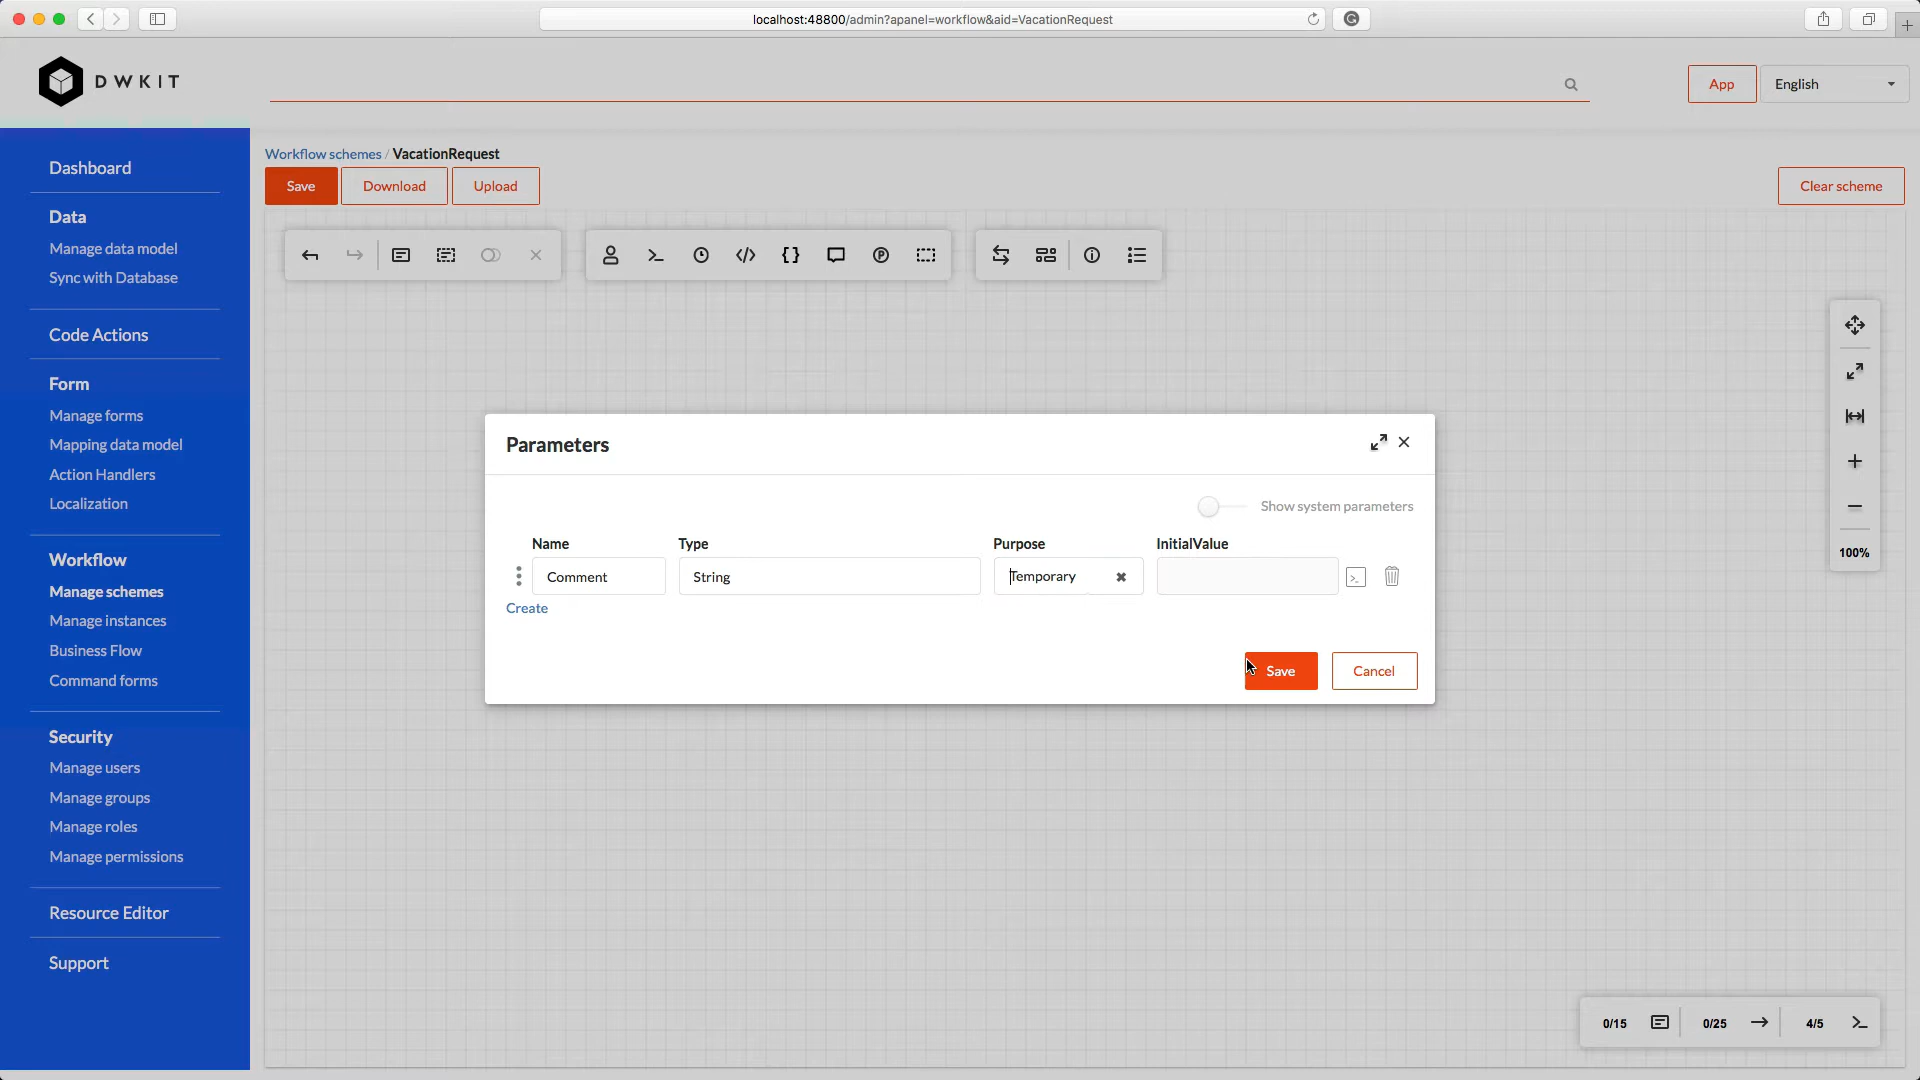 localhost:48800/admin?apanel=workflow&aid=VacationRequest
DWKIT
App
English
Dashboard
Data
Manage data model
Sync with Database
Code Actions
Form
Manage forms
Mapping data model
Action Handlers
Localization
Workflow
Manage schemes
Manage instances
Business Flow
Command forms
Security
Manage users
Manage groups
Manage roles
Manage permissions
Resource Editor
Support
Workflow schemes / VacationRequest
Save
Download
Upload
Clear scheme
100%
Parameters
Show system parameters
Name Type Purpose InitialValue
Comment String Temporary
Create
Save
Cancel
0/15
0/25
4/5